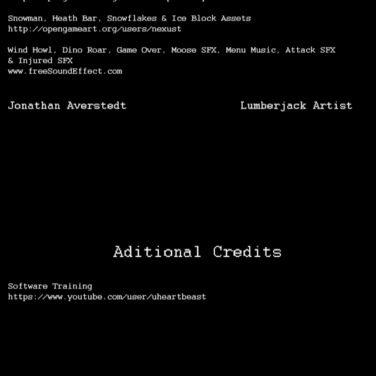 Snowman, Heath Bar, Snowflakes & Ice Block Assets
http://opengameart.org/users/nexust
Wind Howl, Dino Roar, Game Over, Moose SFX, Menu Music, Attack SFX
& Injured SFX
www.freeSoundEffect.com
Jonathan Averstedt Lumberjack Artist
Aditional Credits
Software Training
https://www.youtube.com/user/uheartbeast